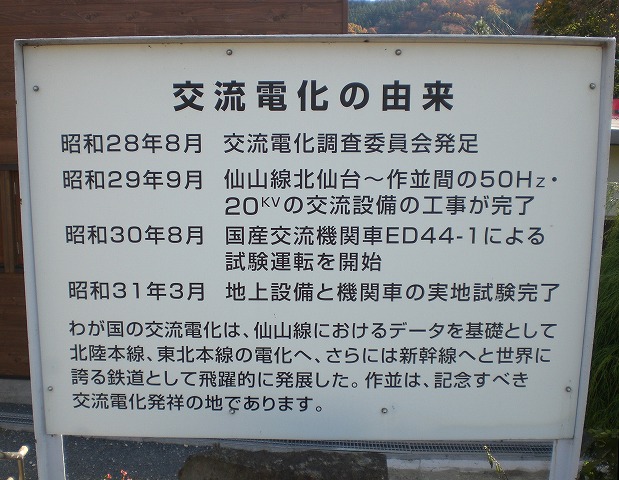 交流電化の由来
昭和28年8月 交流電化調査委員会発足
昭和29年9月 仙山線北仙台～作並間の50Hz・
20KVの交流設備の工事が完了
昭和30年8月 国産交流機関車ED44-1による
試験運転を開始
昭和31年3月 地上設備と機関車の実地試験完了
わが国の交流電化は、仙山線におけるデータを基礎として
北陸本線、東北本線の電化へ、さらには新幹線へと世界に
誇る鉄道として飛躍的に発展した。作並は、記念すべき
交流電化発祥の地であります。